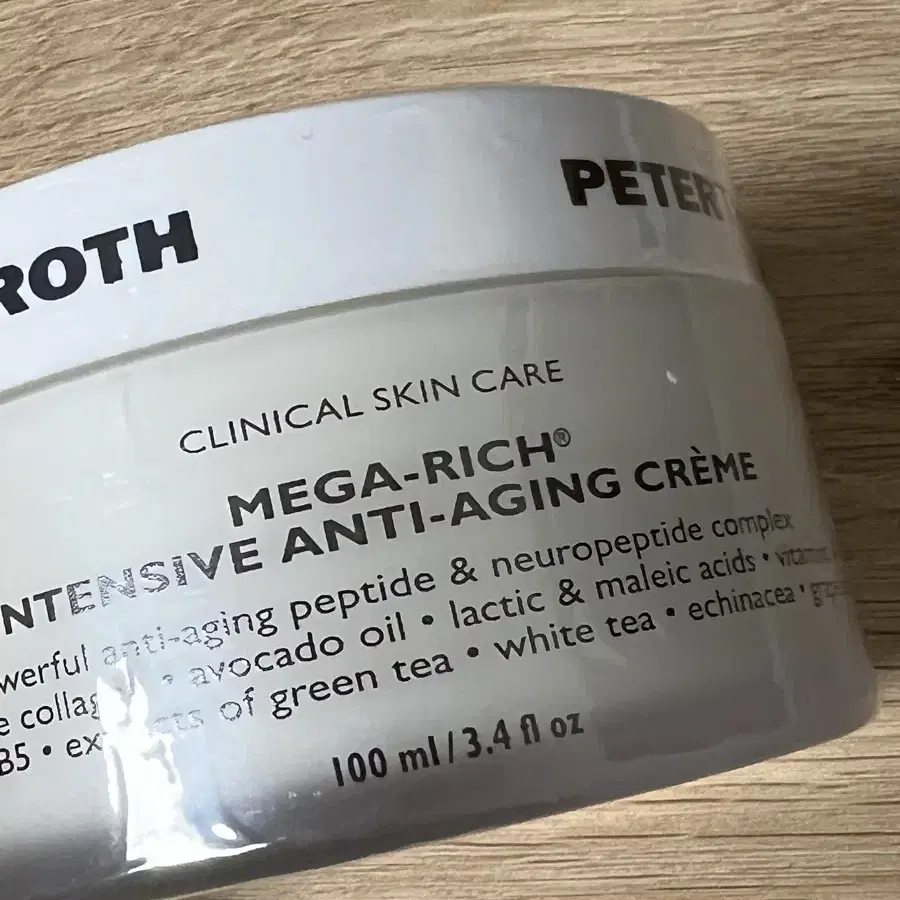 ROTH
PETER
CLINICAL SKIN CARE
MEGA-RICH®
INTENSIVE ANTI-AGING CRÈME
anti-aging peptide & neuropeptide complex
• avocado oil • lactic & maleic acids •
B5 • of green tea • white tea • echinacea •
100 ml/3.4 fl oz